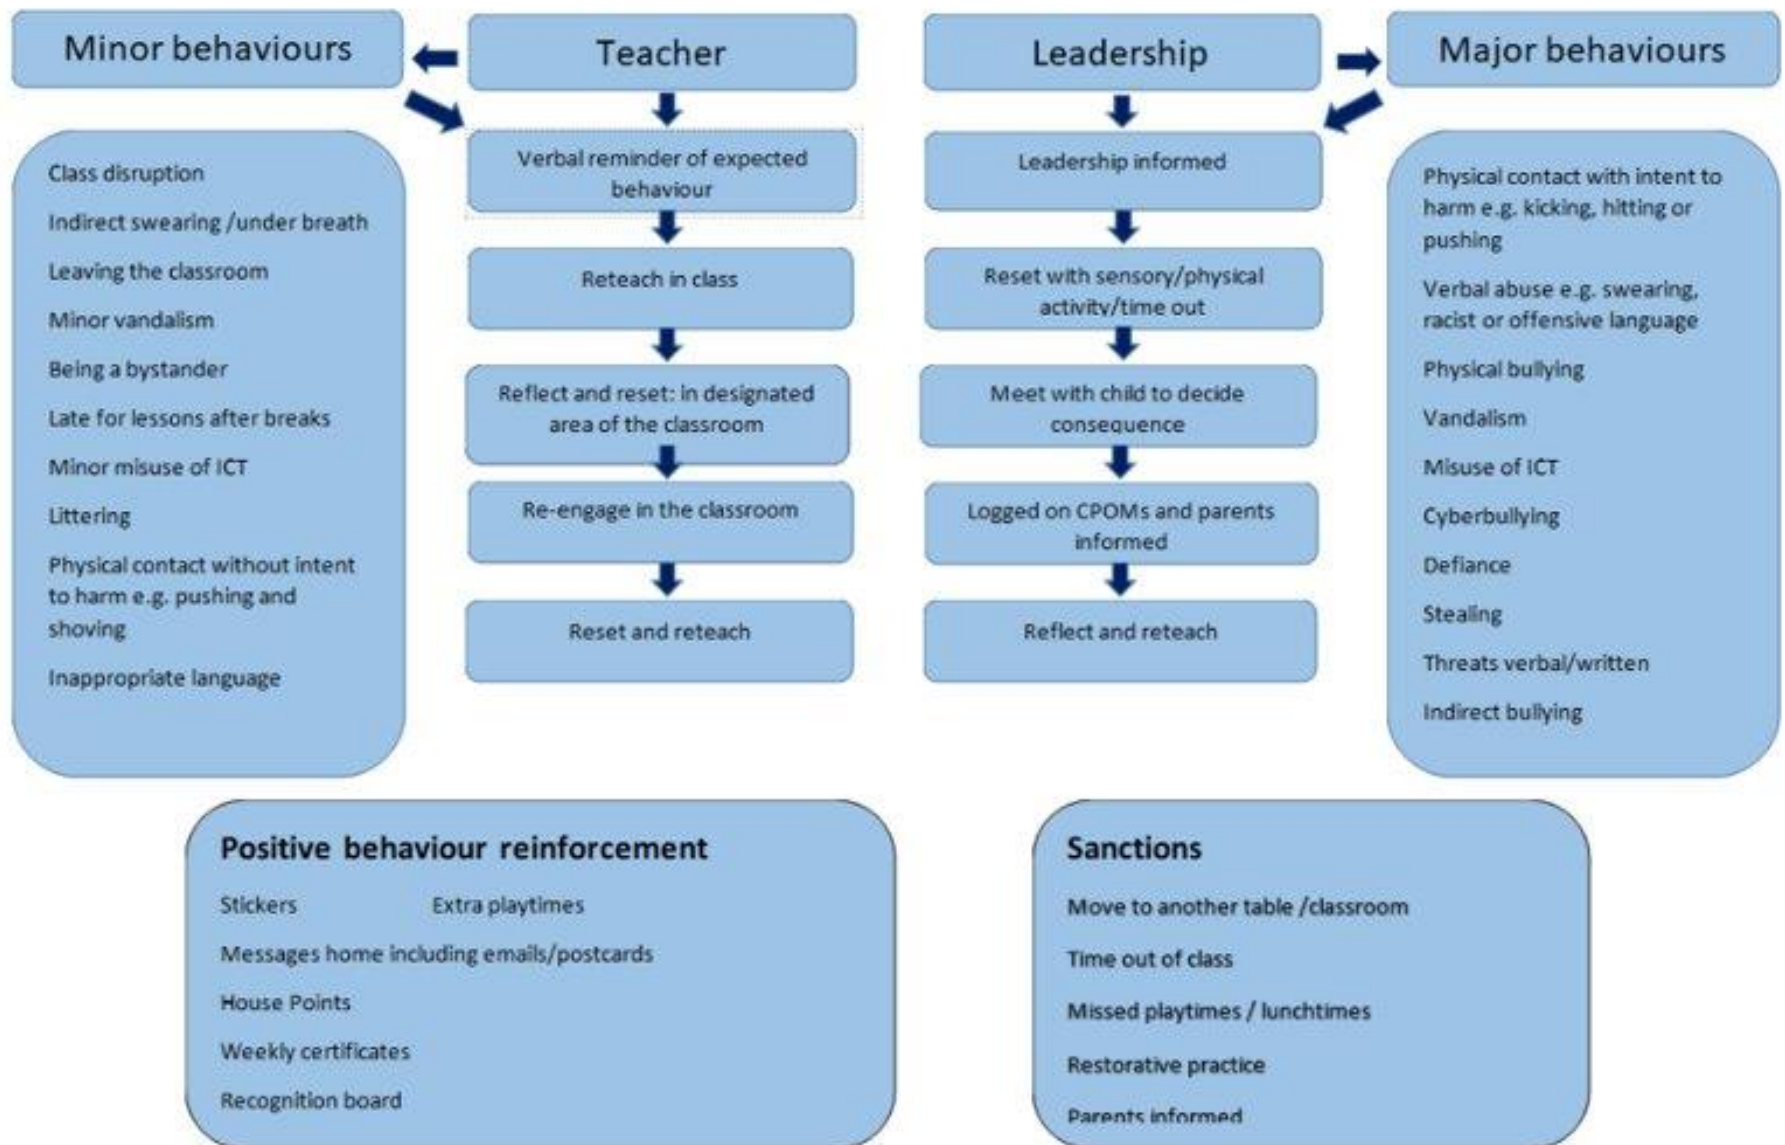 Minor behaviours
Class disruption
Indirect swearing /under breath
Leaving the classroom
Minor vandalism
Being a bystander
Late for lessons after breaks
Minor misuse of ICT
Littering
Physical contact without intent
to harm e.g. pushing and
shoving
Inappropriate language
Teacher
Verbal reminder of expected
behaviour
Reteach in class
Reflect and reset: in designated
area of the classroom
Re-engage in the classroom
Reset and reteach
Leadership
Leadership informed
Reset with sensory/physical
activity/time out
Meet with child to decide
consequence
Logged on CPOMs and parents
informed
Reflect and reteach
Major behaviours
Physical contact with intent to
harm e.g. kicking, hitting or
pushing
Verbal abuse e.g. swearing,
racist or offensive language
Physical bullying
Vandalism
Misuse of ICT
Cyberbullying
Defiance
Stealing
Threats verbal/written
Indirect bullying
Positive behaviour reinforcement
Stickers Extra playtimes
Messages home including emails/postcards
House Points
Weekly certificates
Recognition board
Sanctions
Move to another table /classroom
Time out of class
Missed playtimes / lunchtimes
Restorative practice
Parents informed